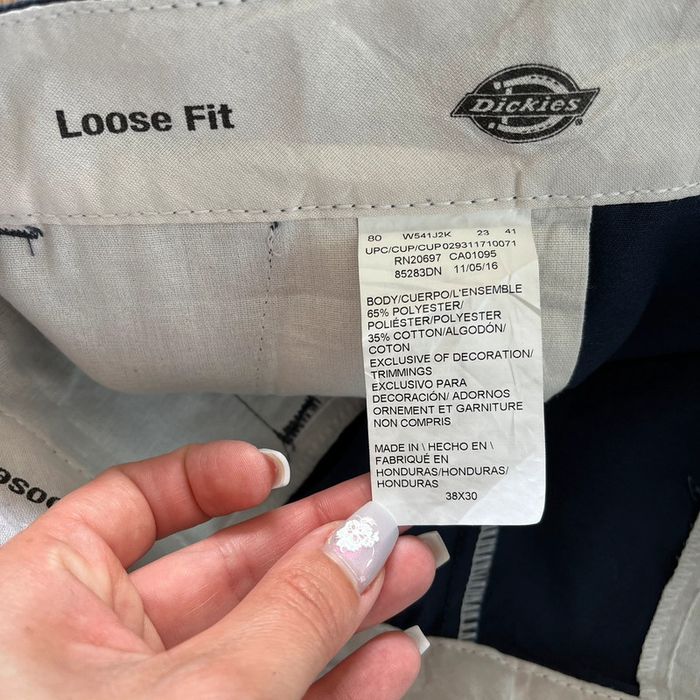 Loose Fit
Dickies
80 W541J2K 23 41
UPC/CUP/CUP029311710071
RN20697 CA01095
85283DN 11/05/16
BODY/CUERPO/L'ENSEMBLE
65% POLYESTER/
POLIÉSTER/POLYESTER
35% COTTON/ALGODÓN/
COTON
EXCLUSIVE OF DECORATION/
TRIMMINGS
EXCLUSIVO PARA
DECORACIÓN/ ADORNOS
ORNEMENT ET GARNITURE
NON COMPRIS
MADE IN \ HECHO EN \
FABRIQUÉ EN
HONDURAS/HONDURAS/
HONDURAS
38X30